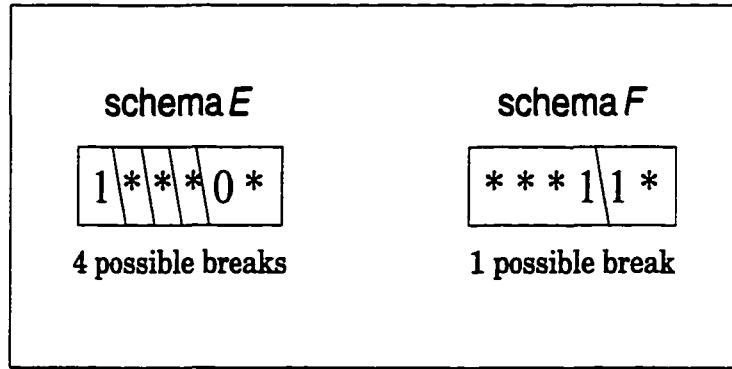 schema E
1 * * * 0 *
4 possible breaks
schema F
* * * 1 1 *
1 possible break